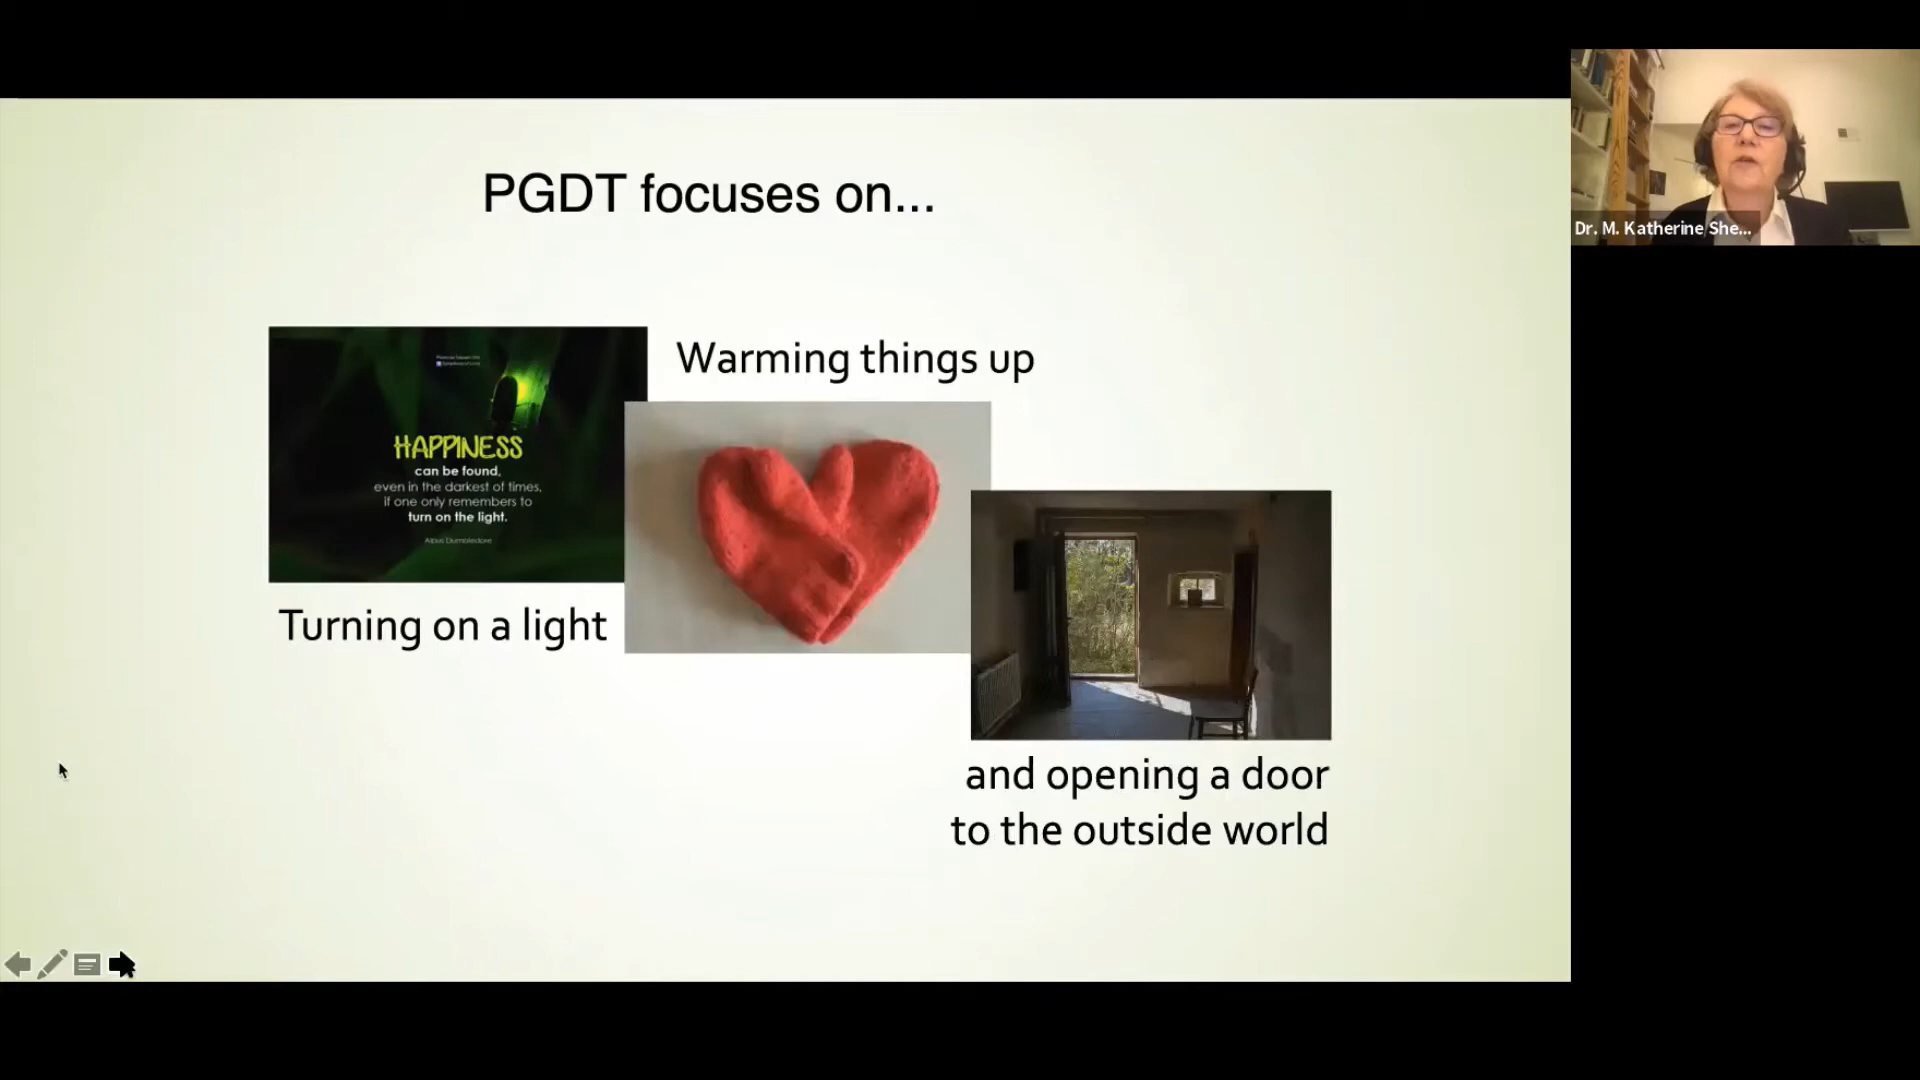 PGDT focuses on...
Dr. M. Katherine She...
Warming things up
HAPPINESS
can be found,
even in the darkest of times,
if one only remembers to
turn on the light.
Albus Dumbledore
Turning on a light
and opening a door
to the outside world